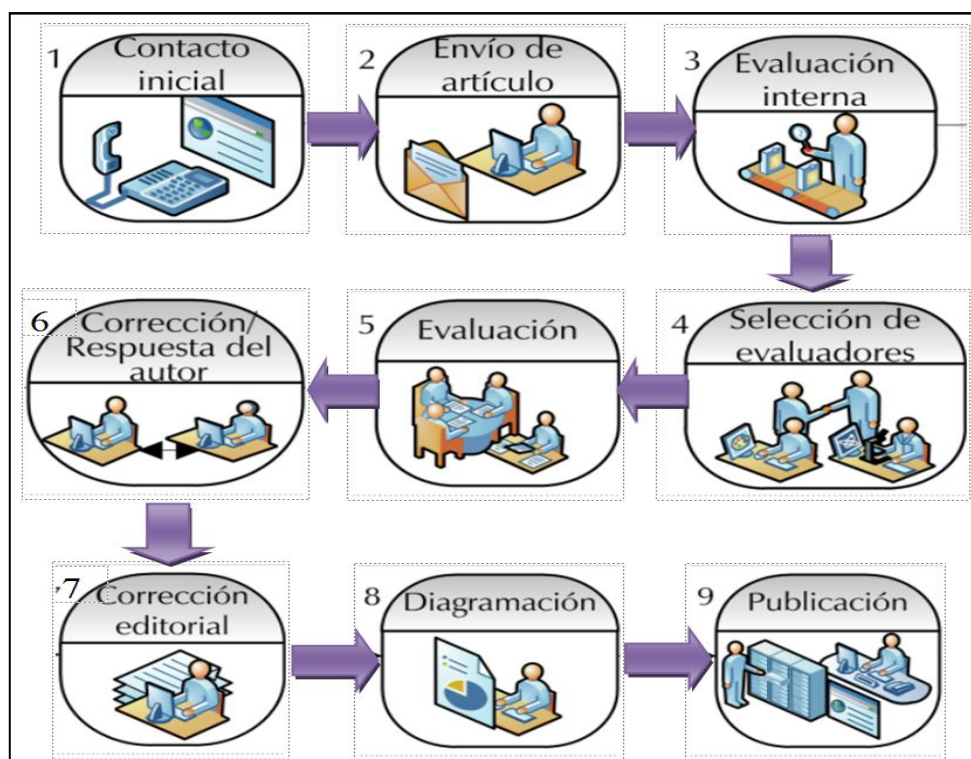 1
Contacto
inicial
2
Envío de
artículo
3
Evaluación
interna
4
Selección de
evaluadores
5
Evaluación
6
Corrección/
Respuesta del
autor
7
Corrección
editorial
8
Diagramación
9
Publicación